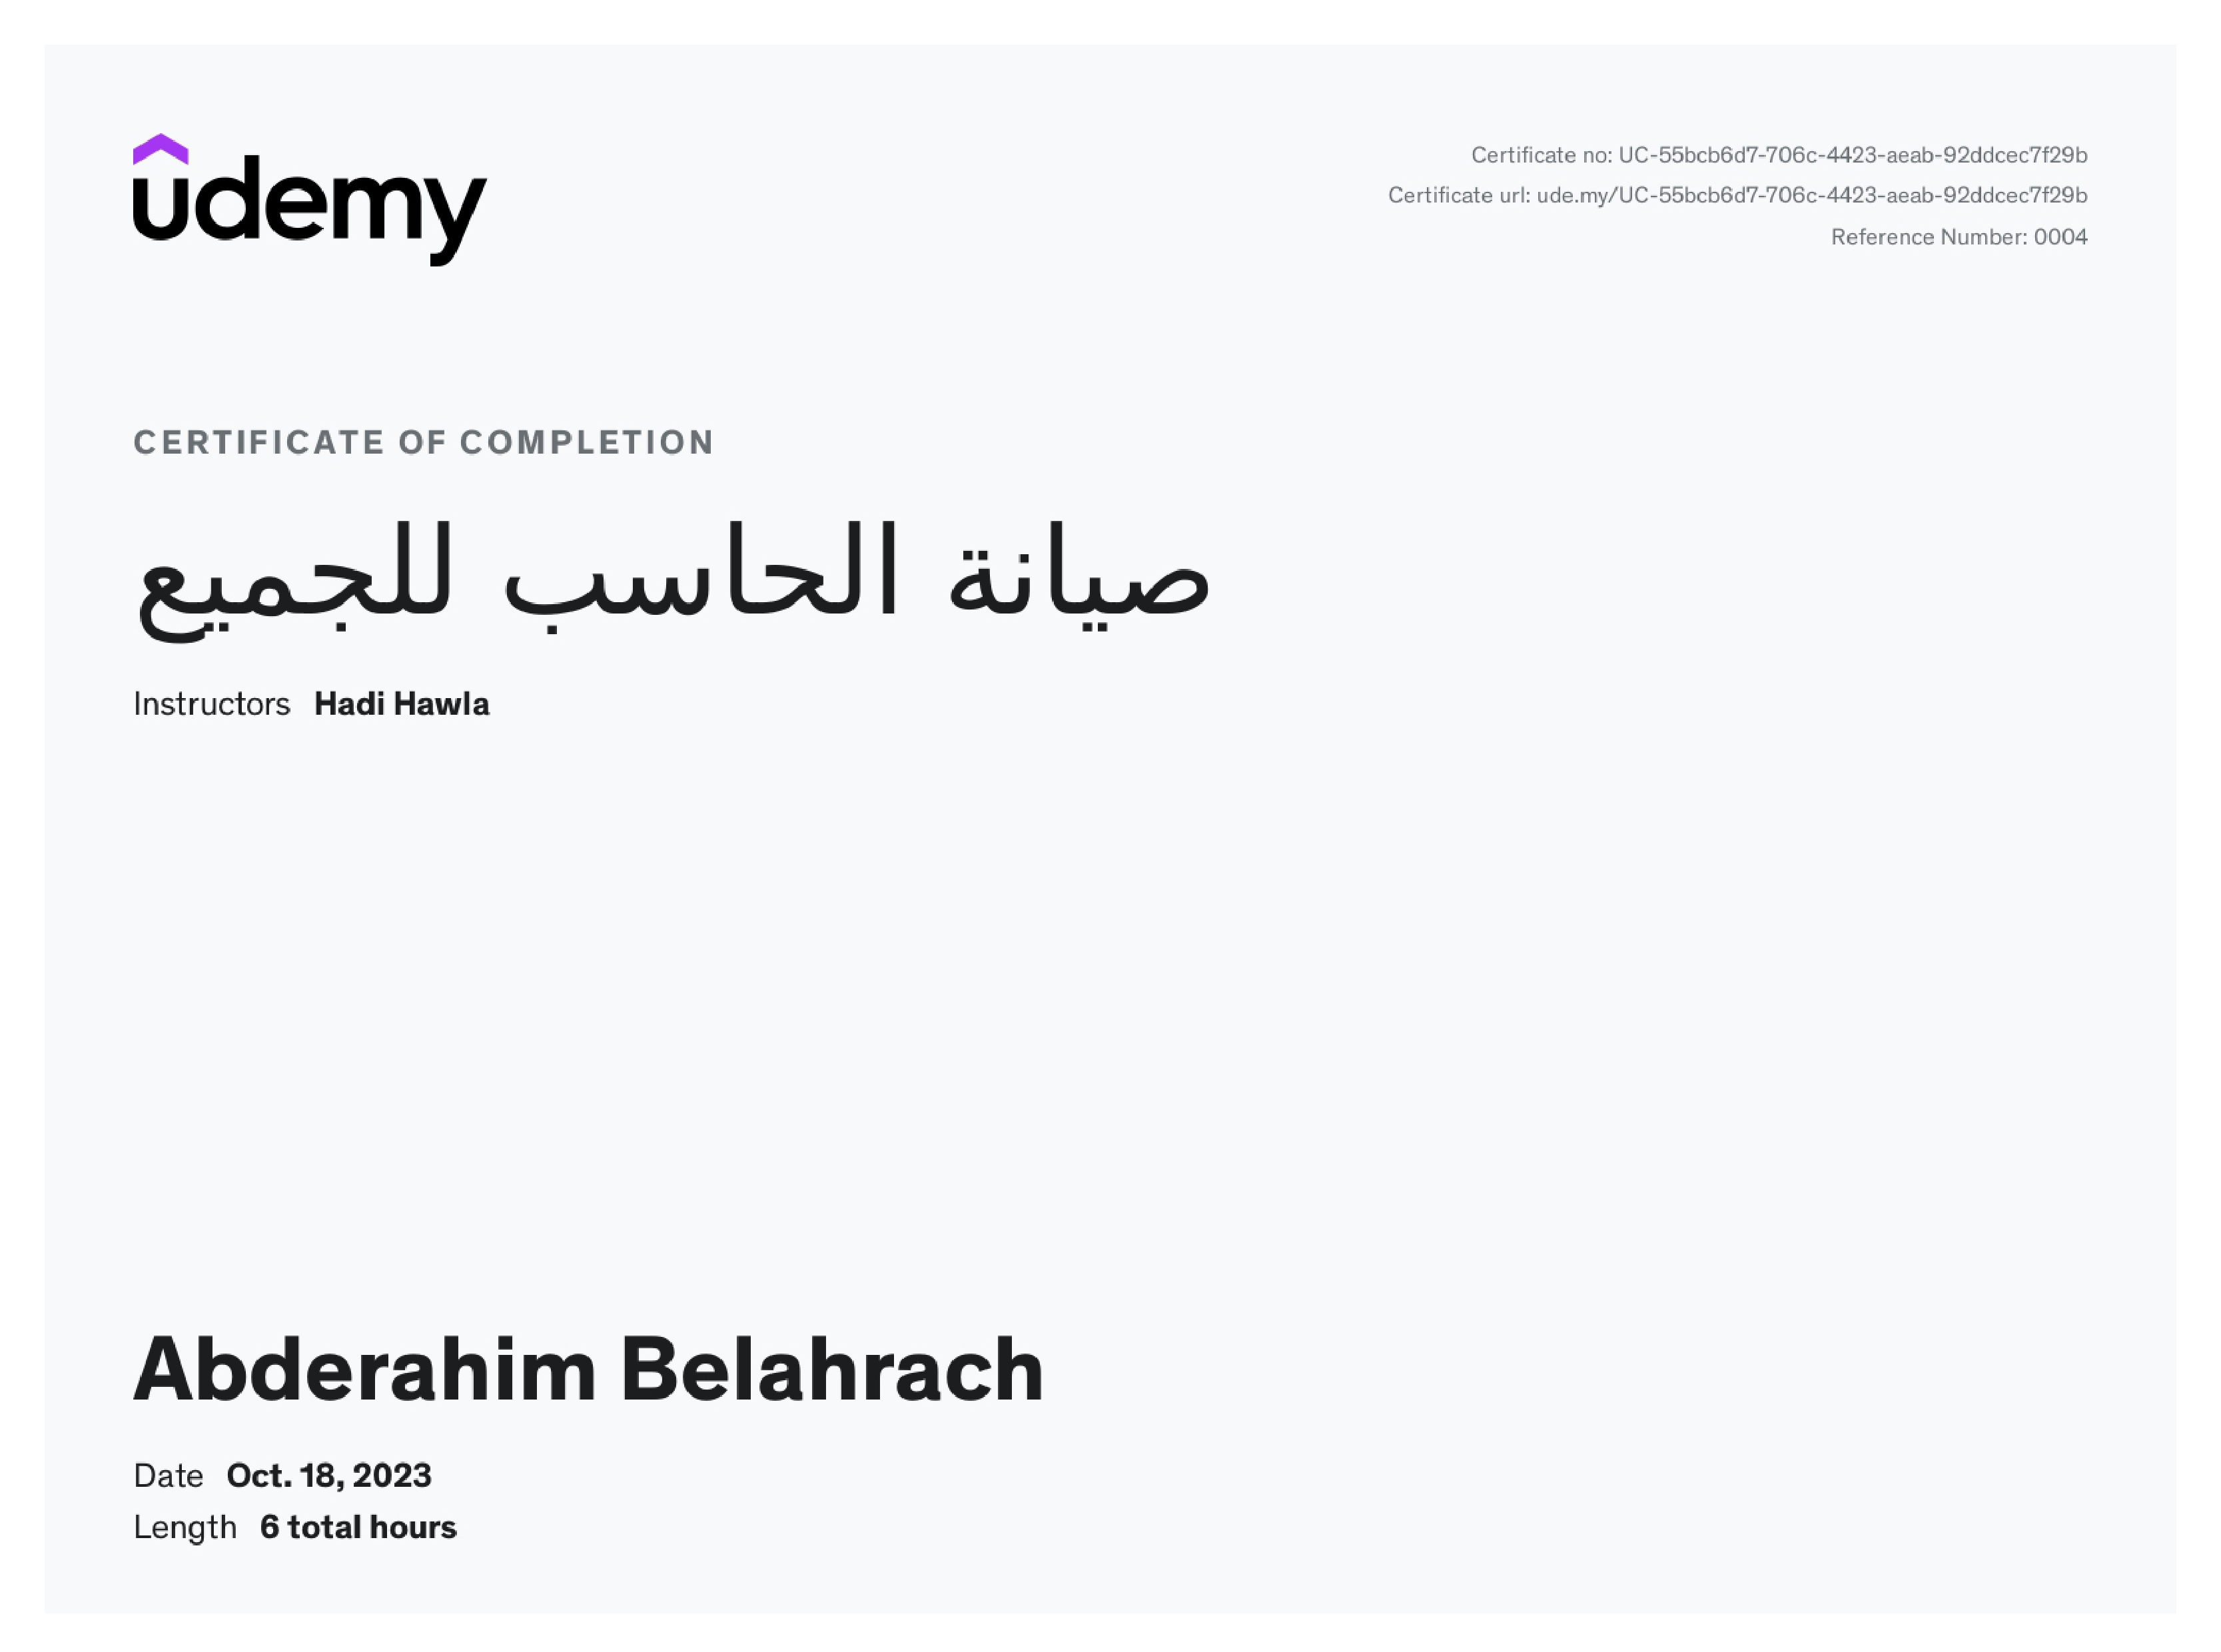 udemy
Certificate no: UC-55bcb6d7-706c-4423-aeab-92ddcec7f29b
Certificate url: ude.my/UC-55bcb6d7-706c-4423-aeab-92ddcec7f29b
Reference Number: 0004
CERTIFICATE OF COMPLETION
صيانة الحاسب للجميع
Instructors Hadi Hawla
Abderahim Belahrach
Date Oct. 18, 2023
Length 6 total hours